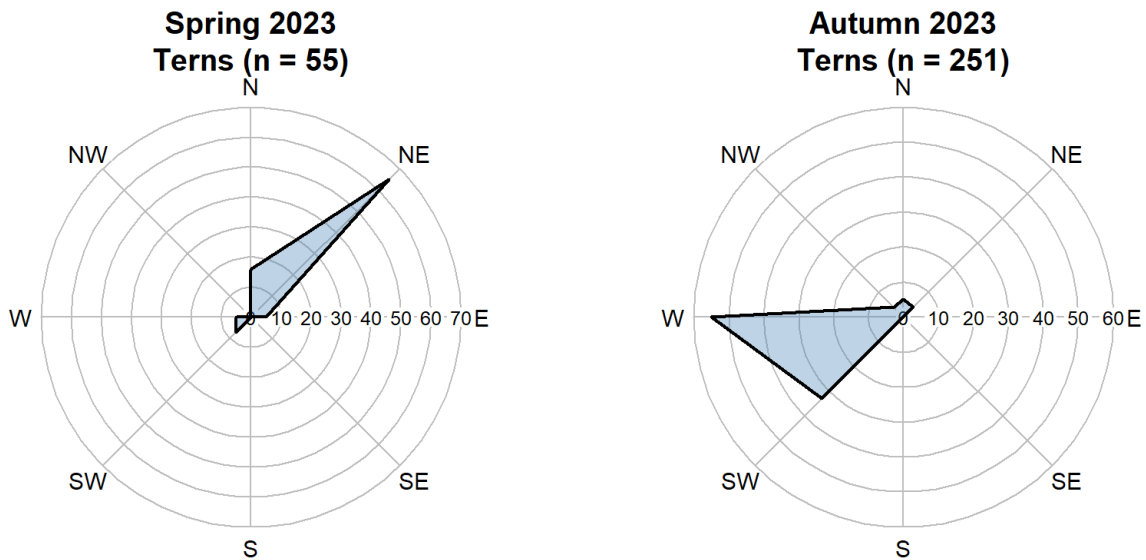 Spring 2023
Terns (n = 55)
N
NW
NE
W
0 10 20 30 40 50 60 70 E
SW
SE
S
Autumn 2023
Terns (n = 251)
N
NW
NE
W
0 10 20 30 40 50 60 E
SW
SE
S